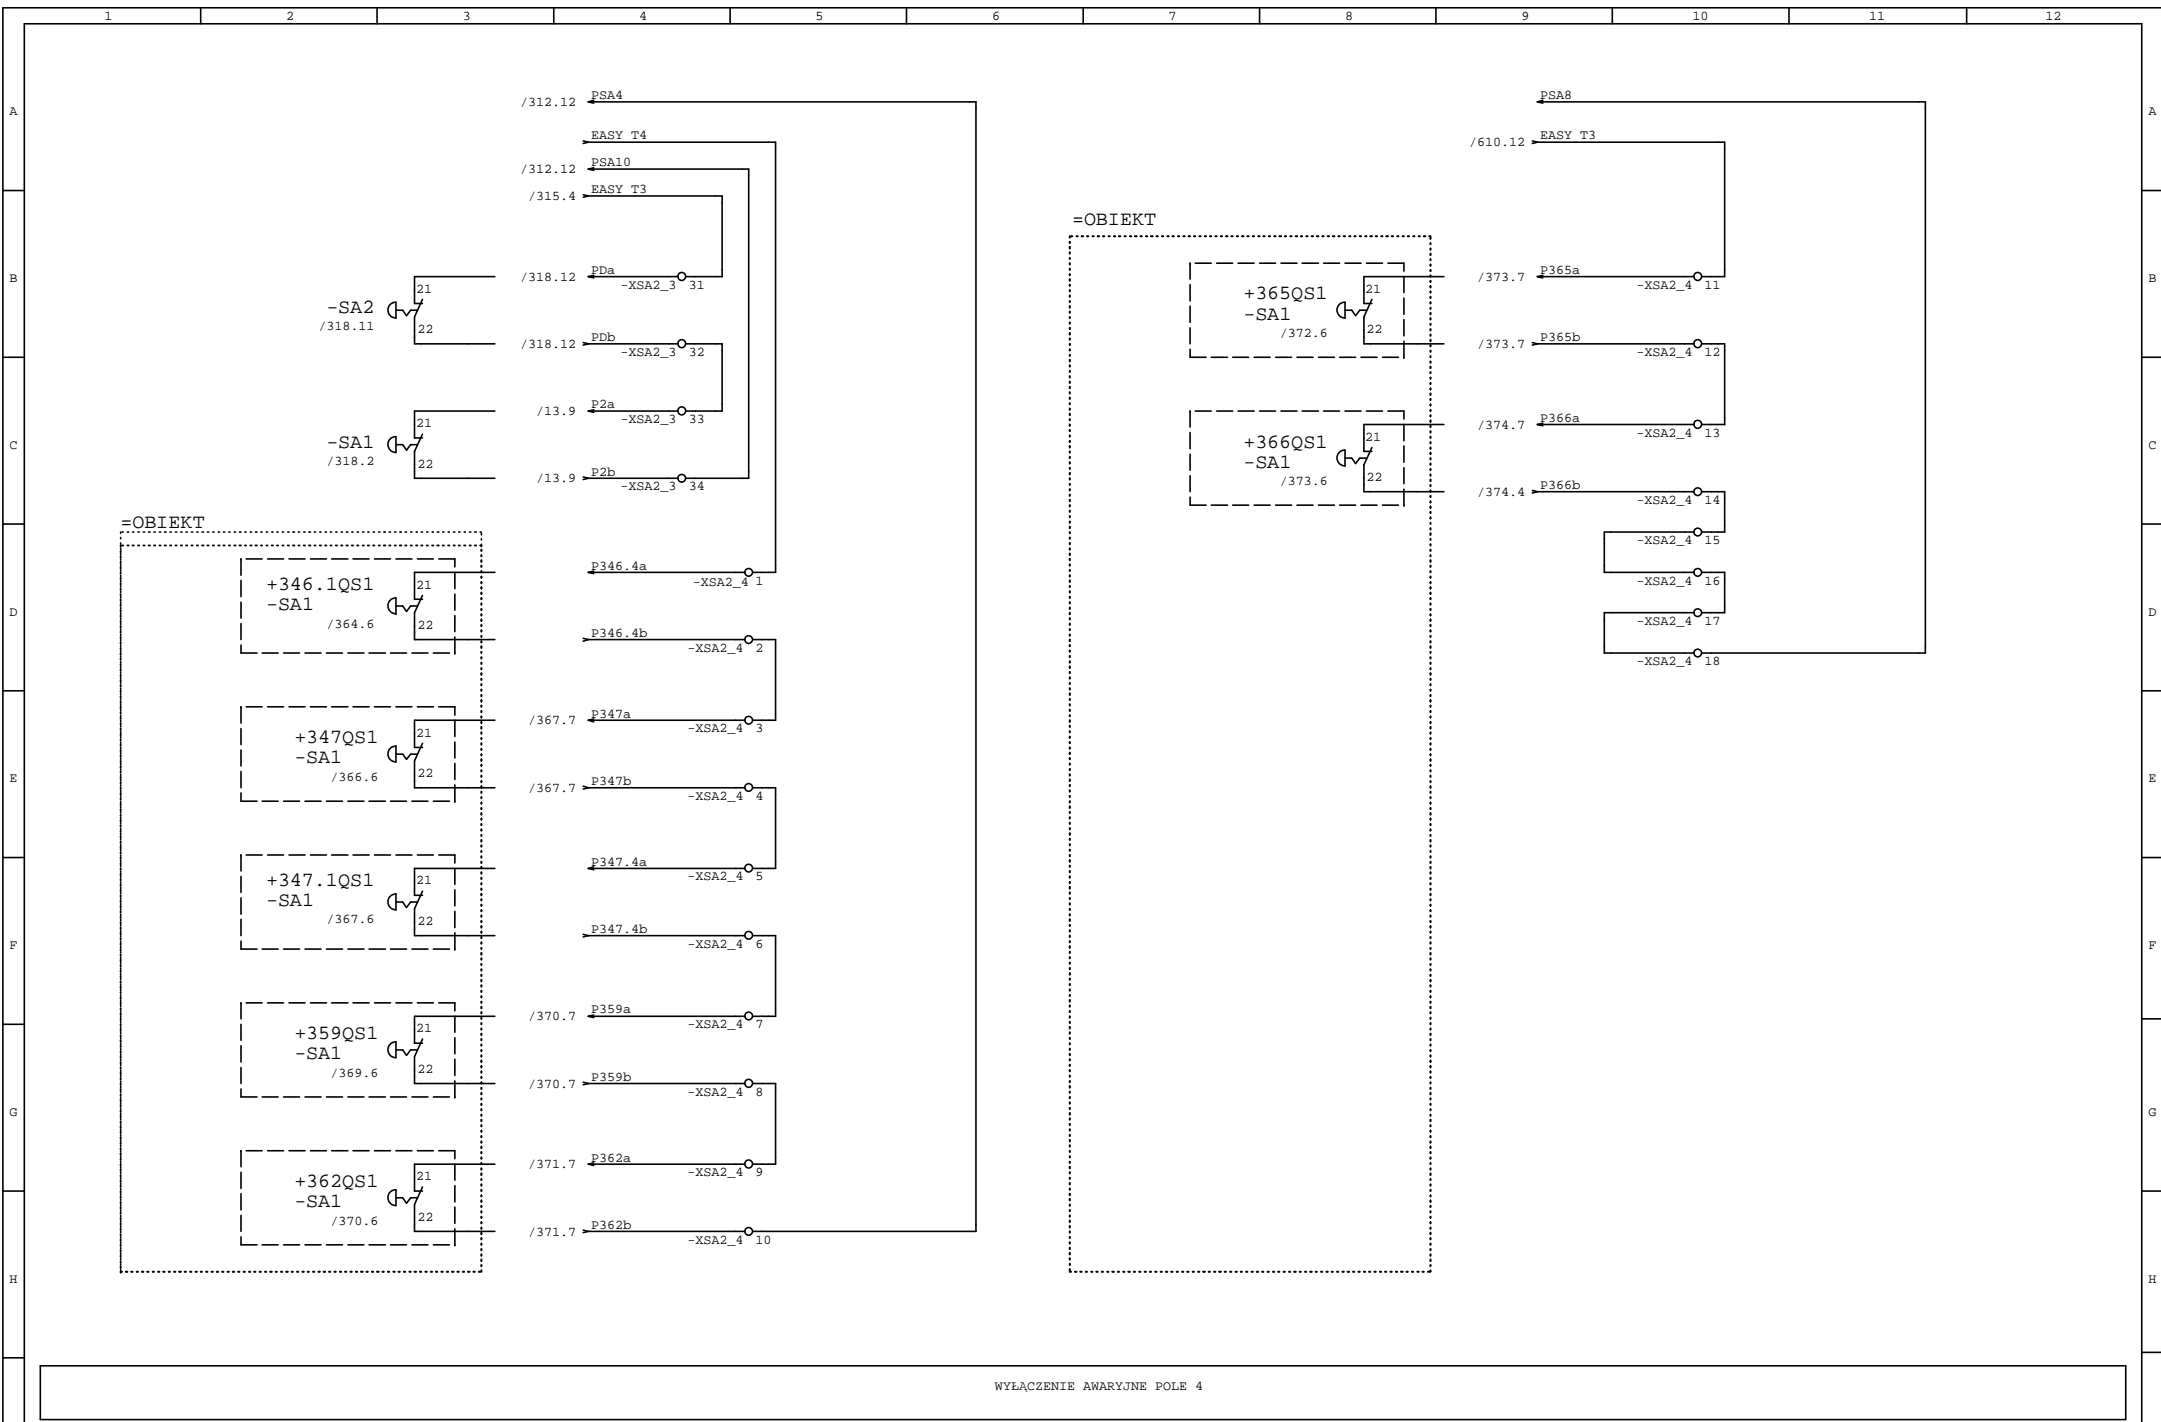 1 2 3 4 5 6 7 8 9 10 11 12
A A
B B
C C
D D
E E
F F
G G
H H
/312.12 PSA4
EASY T4
/312.12 PSA10
/315.4 EASY T3
-SA2
/318.11
21
22
/318.12 PDa
-XSA2_3 31
/318.12 PDb
-XSA2_3 32
-SA1
/318.2
21
22
/13.9 P2a
-XSA2_3 33
/13.9 P2b
-XSA2_3 34
=OBIEKT
+346.1QS1
-SA1
/364.6
21
22
P346.4a
-XSA2_4 1
P346.4b
-XSA2_4 2
+347QS1
-SA1
/366.6
21
22
/367.7 P347a
-XSA2_4 3
/367.7 P347b
-XSA2_4 4
+347.1QS1
-SA1
/367.6
21
22
P347.4a
-XSA2_4 5
P347.4b
-XSA2_4 6
+359QS1
-SA1
/369.6
21
22
/370.7 P359a
-XSA2_4 7
/370.7 P359b
-XSA2_4 8
+362QS1
-SA1
/370.6
21
22
/371.7 P362a
-XSA2_4 9
/371.7 P362b
-XSA2_4 10
PSA8
/610.12 EASY T3
=OBIEKT
+365QS1
-SA1
/372.6
21
22
/373.7 P365a
-XSA2_4 11
/373.7 P365b
-XSA2_4 12
+366QS1
-SA1
/373.6
21
22
/374.7 P366a
-XSA2_4 13
/374.4 P366b
-XSA2_4 14
-XSA2_4 15
-XSA2_4 16
-XSA2_4 17
-XSA2_4 18
WYŁĄCZENIE AWARYJNE POLE 4